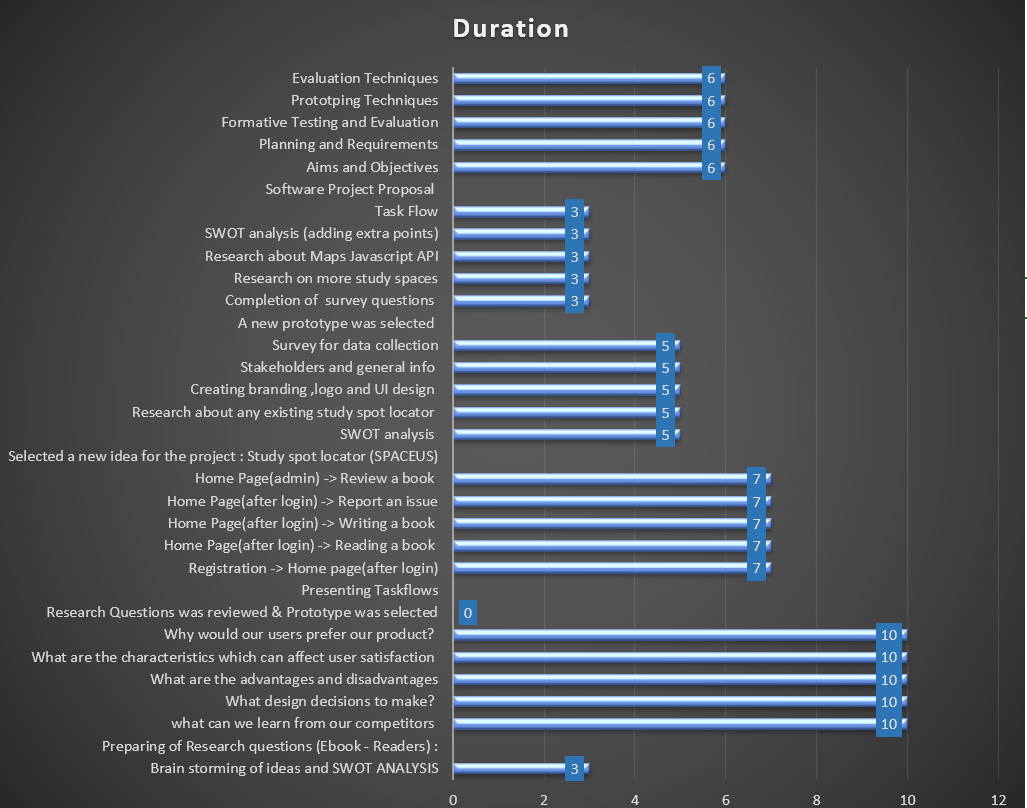 Duration
Evaluation Techniques 6
Prototping Techniques 6
Formative Testing and Evaluation 6
Planning and Requirements 6
Aims and Objectives 6
Software Project Proposal
Task Flow 3
SWOT analysis (adding extra points) 3
Research about Maps Javascript API 3
Research on more study spaces 3
Completion of survey questions 3
A new prototype was selected
Survey for data collection 5
Stakeholders and general info 5
Creating branding ,logo and UI design 5
Research about any existing study spot locator 5
SWOT analysis 5
Selected a new idea for the project : Study spot locator (SPACEUS)
Home Page(admin) -> Review a book 7
Home Page(after login) -> Report an issue 7
Home Page(after login) -> Writing a book 7
Home Page(after login) -> Reading a book 7
Registration -> Home page(after login) 7
Presenting Taskflows
Research Questions was reviewed & Prototype was selected 0
Why would our users prefer our product? 10
What are the characteristics which can affect user satisfaction 10
What are the advantages and disadvantages 10
What design decisions to make? 10
what can we learn from our competitors 10
Preparing of Research questions (Ebook - Readers) :
Brain storming of ideas and SWOT ANALYSIS 3
0 2 4 6 8 10 12